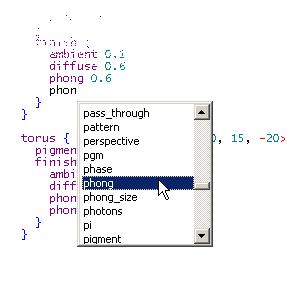 finish {
ambient 0.1
diffuse 0.6
phong 0.6
phon
}
}
pass_through
pattern
perspective
pgm
phase
phong
phong_size
photons
pi
pigment
torus {
0, 15, -20>
pigme
finish
ambi
diff
phon
phon
}
}